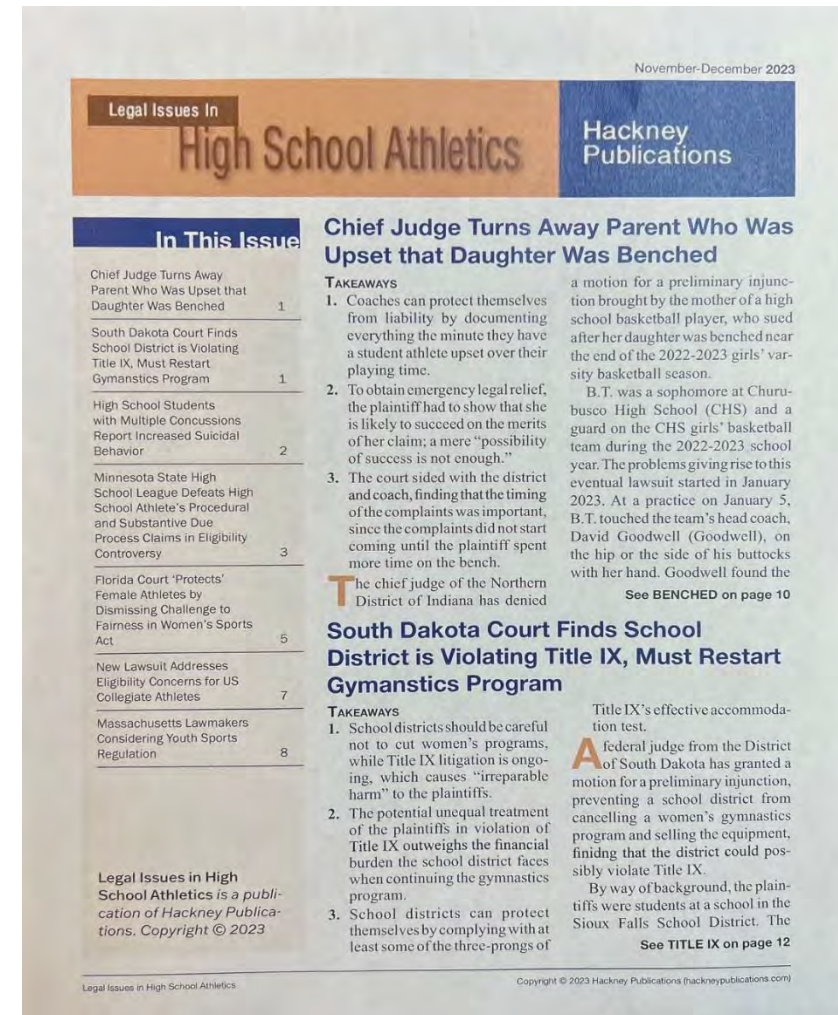 November-December 2023
Legal Issues In
High School Athletics
Hackney
Publications
In This Issue
Chief Judge Turns Away
Parent Who Was Upset that
Daughter Was Benched 1
South Dakota Court Finds
School District is Violating
Title IX, Must Restart
Gymanstics Program 1
High School Students
with Multiple Concussions
Report Increased Suicidal
Behavior 2
Minnesota State High
School League Defeats High
School Athlete's Procedural
and Substantive Due
Process Claims in Eligibility
Controversy 3
Florida Court 'Protects'
Female Athletes by
Dismissing Challenge to
Fairness in Women's Sports
Act 5
New Lawsuit Addresses
Eligibility Concerns for US
Collegiate Athletes 7
Massachusetts Lawmakers
Considering Youth Sports
Regulation 8
Legal Issues in High
School Athletics is a publi-
cation of Hackney Publica-
tions. Copyright © 2023
Chief Judge Turns Away Parent Who Was
Upset that Daughter Was Benched
TAKEAWAYS
1. Coaches can protect themselves
from liability by documenting
everything the minute they have
a student athlete upset over their
playing time.
2. To obtain emergency legal relief,
the plaintiff had to show that she
is likely to succeed on the merits
of her claim; a mere "possibility
of success is not enough."
3. The court sided with the district
and coach, finding that the timing
of the complaints was important,
since the complaints did not start
coming until the plaintiff spent
more time on the bench.
The chief judge of the Northern
District of Indiana has denied
a motion for a preliminary injunc-
tion brought by the mother of a high
school basketball player, who sued
after her daughter was benched near
the end of the 2022-2023 girls' var-
sity basketball season.
B.T. was a sophomore at Churu-
busco High School (CHS) and a
guard on the CHS girls' basketball
team during the 2022-2023 school
year. The problems giving rise to this
eventual lawsuit started in January
2023. At a practice on January 5,
B.T. touched the team's head coach,
David Goodwell (Goodwell), on
the hip or the side of his buttocks
with her hand. Goodwell found the
See BENCHED on page 10
South Dakota Court Finds School
District is Violating Title IX, Must Restart
Gymanstics Program
TAKEAWAYS
1. School districts should be careful
not to cut women's programs,
while Title IX litigation is ongo-
ing, which causes "irreparable
harm" to the plaintiffs.
2. The potential unequal treatment
of the plaintiffs in violation of
Title IX outweighs the financial
burden the school district faces
when continuing the gymnastics
program.
3. School districts can protect
themselves by complying with at
least some of the three-prongs of
Title IX's effective accommoda-
tion test.
A federal judge from the District
of South Dakota has granted a
motion for a preliminary injunction,
preventing a school district from
cancelling a women's gymnastics
program and selling the equipment,
finidng that the district could pos-
sibly violate Title IX.
By way of background, the plain-
tiffs were students at a school in the
Sioux Falls School District. The
See TITLE IX on page 12
Legal Issues in High School Athletics
Copyright © 2023 Hackney Publications (hackneypublications.com)